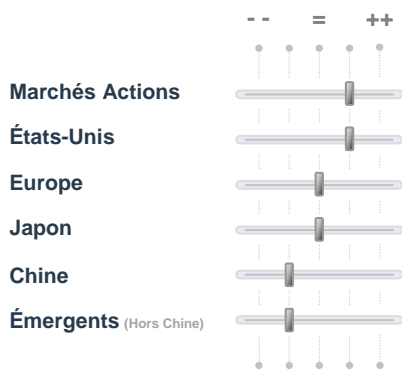 - - = ++
Marchés Actions
États-Unis
Europe
Japon
Chine
Émergents (Hors Chine)